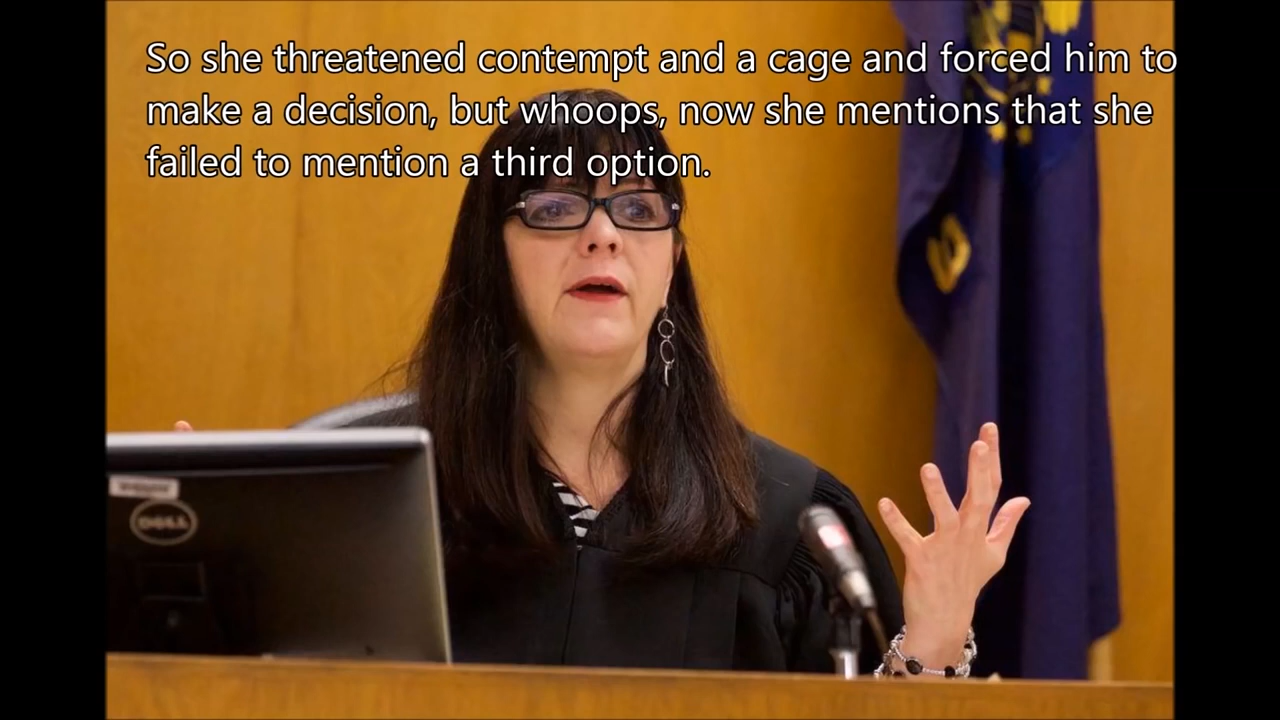 So she threatened contempt and a cage and forced him to
make a decision, but whoops, now she mentions that she
failed to mention a third option.
DELL